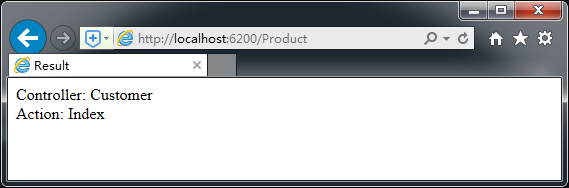 http://localhost:6200/Product
Result
Controller: Customer
Action: Index